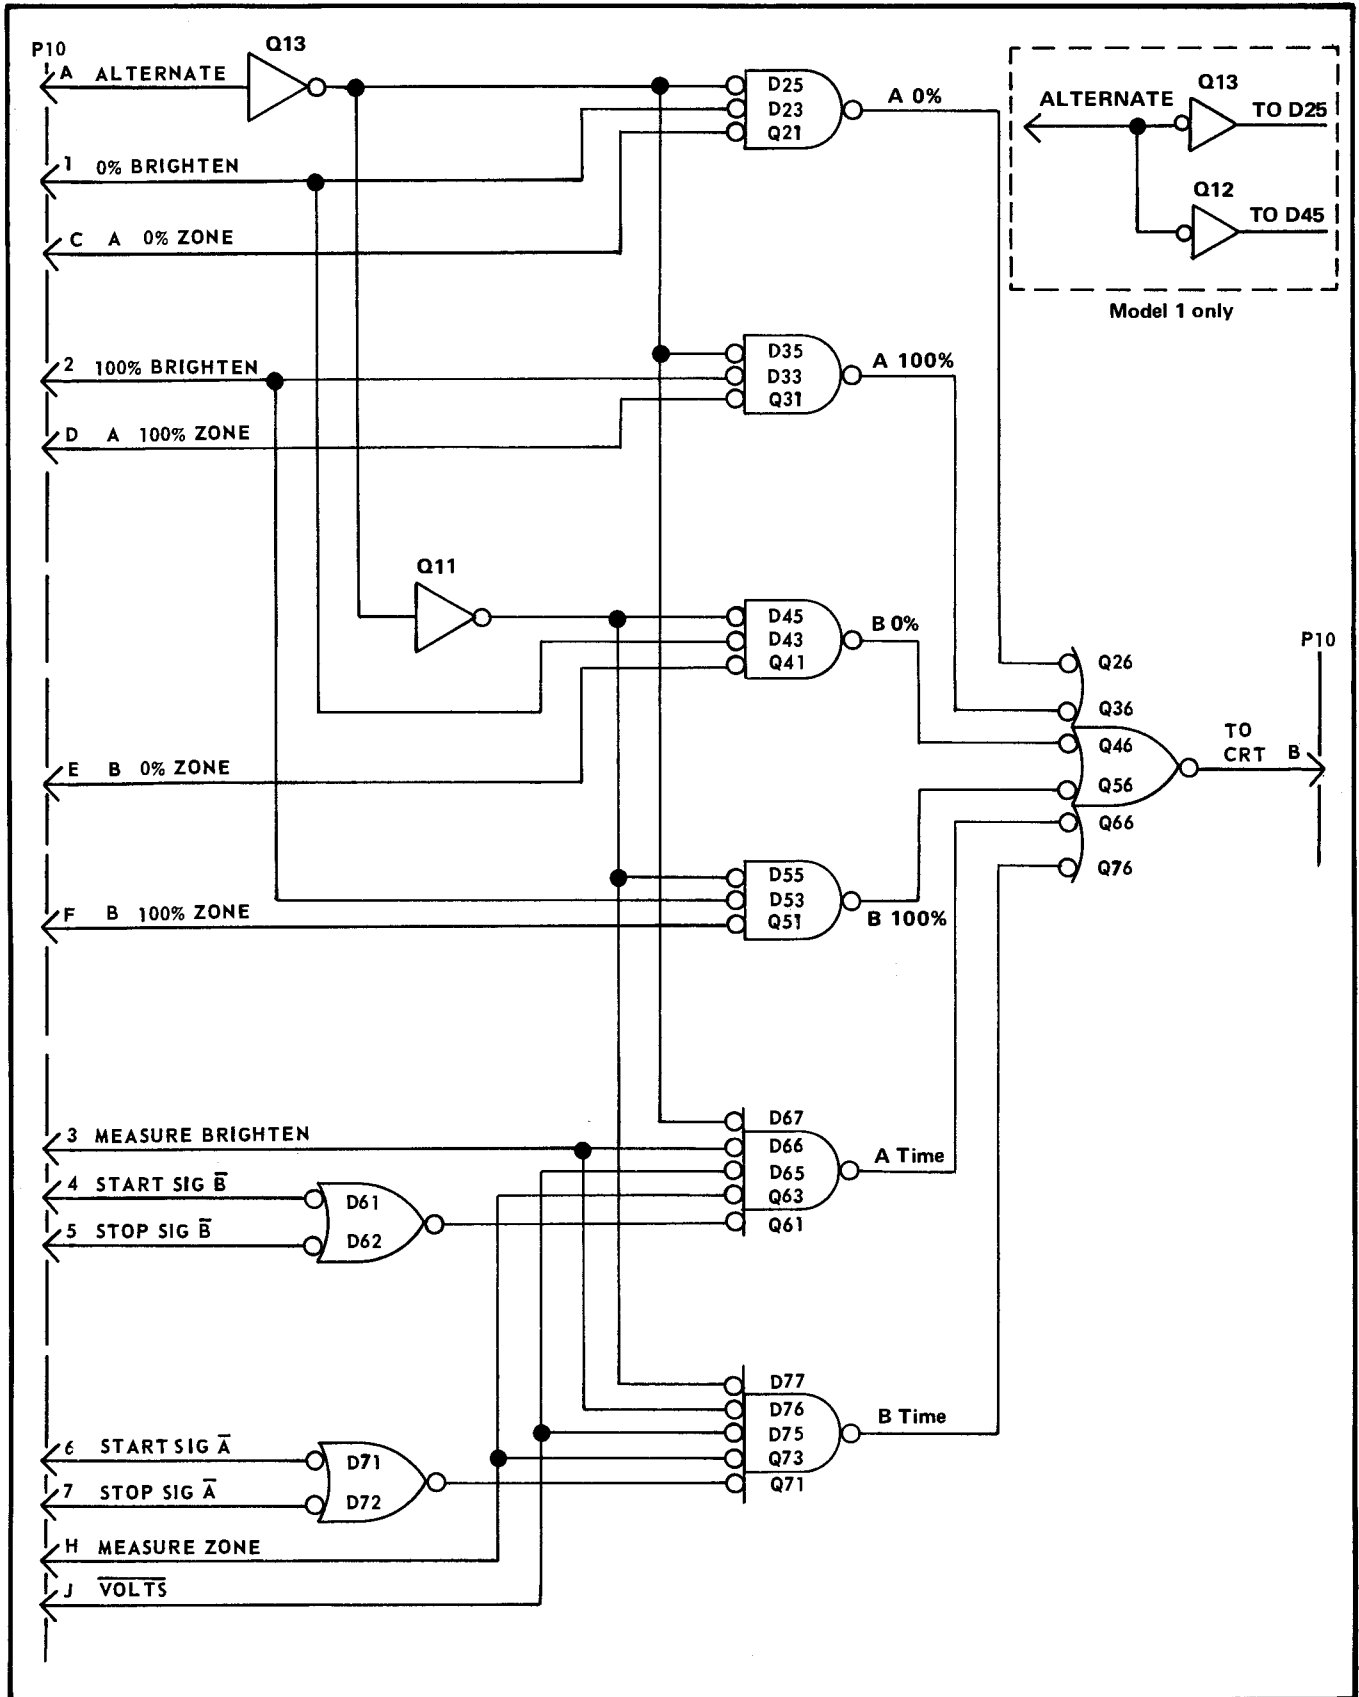 P10
A ALTERNATE
Q13
D25
D23
Q21
A 0%
1 0% BRIGHTEN
C A 0% ZONE
ALTERNATE
Q13
TO D25
Q12
TO D45
Model 1 only
2 100% BRIGHTEN
D A 100% ZONE
D35
D33
Q31
A 100%
Q11
D45
D43
Q41
B 0%
E B 0% ZONE
F B 100% ZONE
D55
D53
Q51
B 100%
Q26
Q36
Q46
Q56
Q66
Q76
TO
CRT
B
P10
3 MEASURE BRIGHTEN
4 START SIG B̅
5 STOP SIG B̅
D61
D62
D67
D66
D65
Q63
Q61
A Time
6 START SIG A̅
7 STOP SIG A̅
D71
D72
D77
D76
D75
Q73
Q71
B Time
H MEASURE ZONE
J V̅O̅L̅T̅S̅